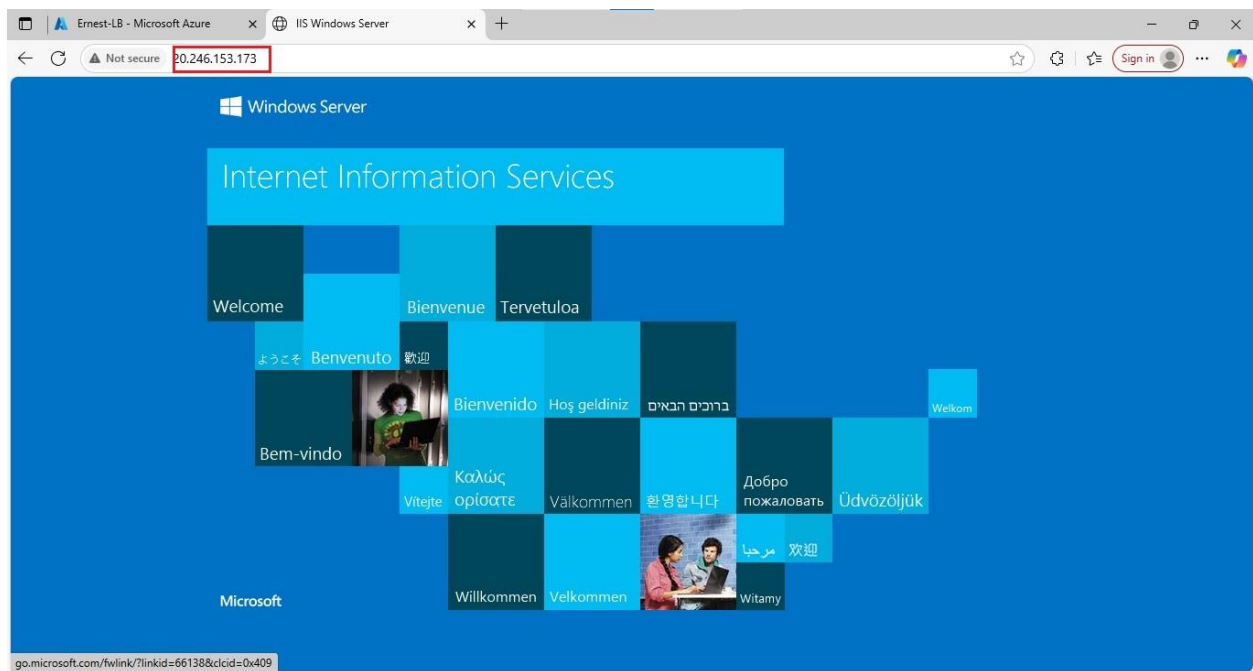 Ernest-LB - Microsoft Azure
IIS Windows Server
Not secure
20.246.153.173
Sign in
Windows Server
Internet Information Services
Welcome
Bienvenue
Tervetuloa
ようこそ
Benvenuto
歡迎
Bienvenido
Hoş geldiniz
ברוכים הבאים
Welkom
Bem-vindo
Vítejte
Καλώς
ορίσατε
Välkommen
환영합니다
Добро
пожаловать
Üdvözöljük
مرحبا
欢迎
Microsoft
Willkommen
Velkommen
Witamy
go.microsoft.com/fwlink/?linkid=66138&clcid=0x409